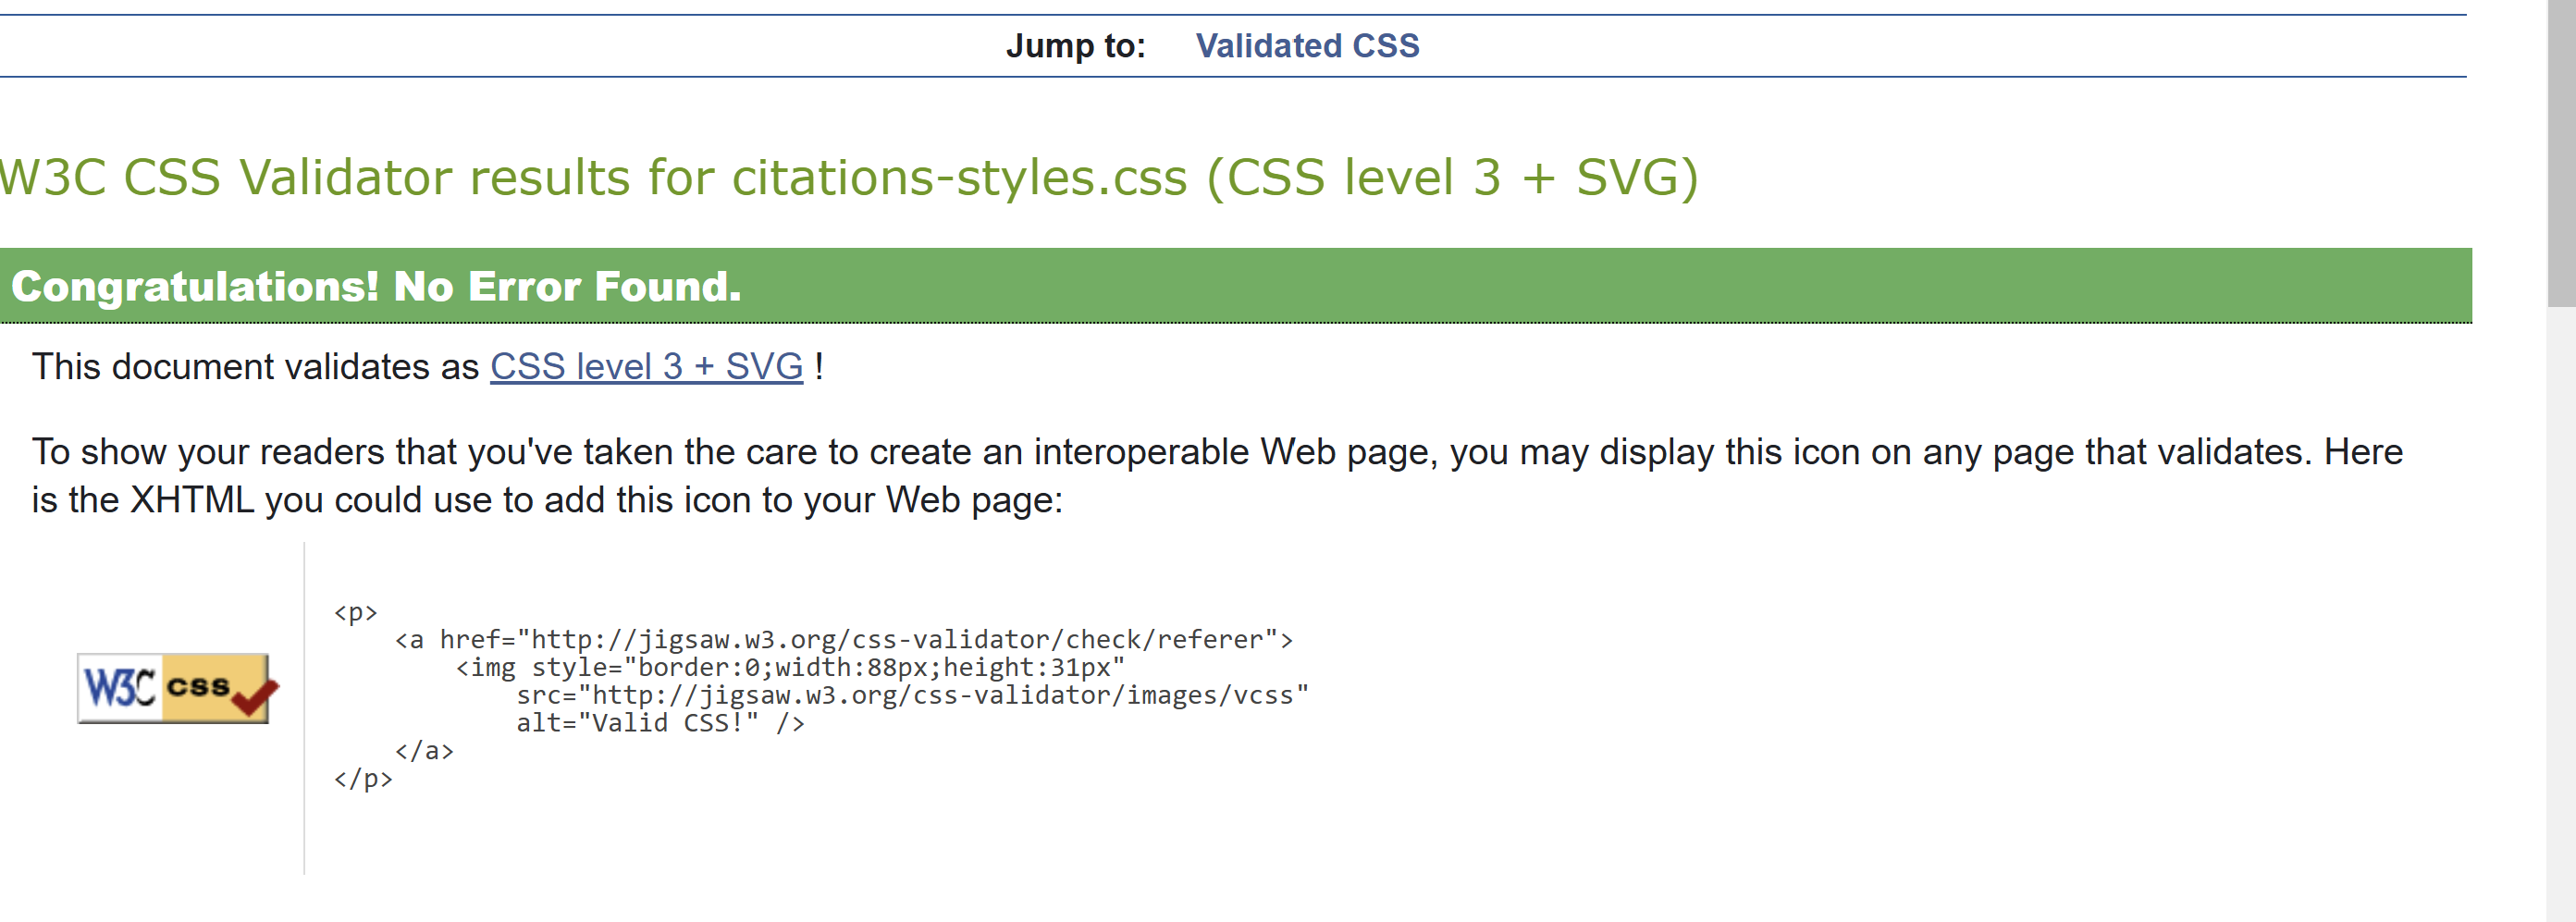 Jump to: Validated CSS
W3C CSS Validator results for citations-styles.css (CSS level 3 + SVG)
Congratulations! No Error Found.
This document validates as CSS level 3 + SVG !
To show your readers that you've taken the care to create an interoperable Web page, you may display this icon on any page that validates. Here
is the XHTML you could use to add this icon to your Web page:
W3C css
<p>
    <a href="http://jigsaw.w3.org/css-validator/check/referer">
        <img style="border:0;width:88px;height:31px"
            src="http://jigsaw.w3.org/css-validator/images/vcss"
            alt="Valid CSS!" />
    </a>
</p>